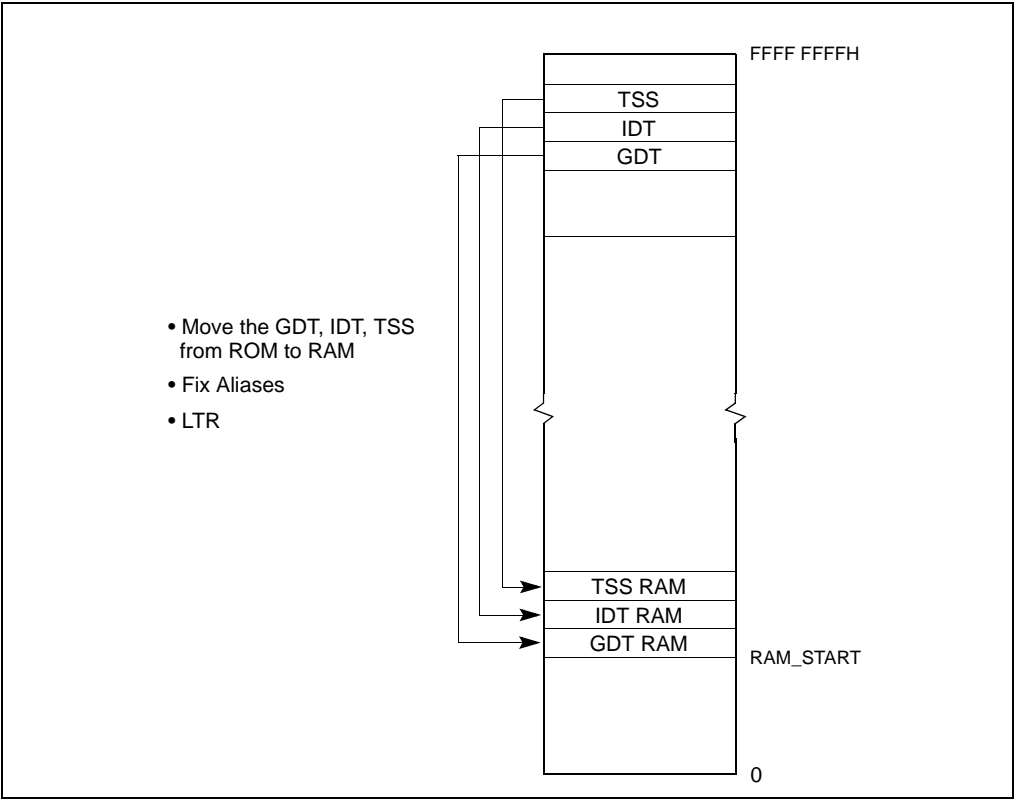 FFFF FFFFH
TSS
IDT
GDT
• Move the GDT, IDT, TSS
from ROM to RAM
• Fix Aliases
• LTR
TSS RAM
IDT RAM
GDT RAM
RAM_START
0